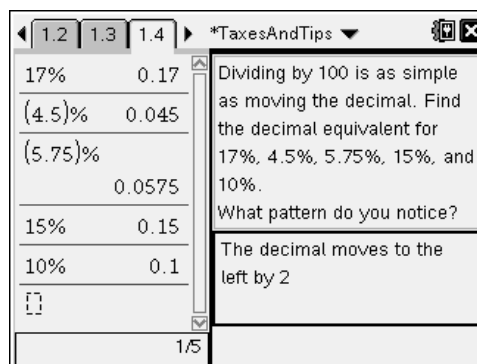 1.2 1.3 1.4 *TaxesAndTips
17% 0.17
(4.5)% 0.045
(5.75)%
0.0575
15% 0.15
10% 0.1
1/5
Dividing by 100 is as simple
as moving the decimal. Find
the decimal equivalent for
17%, 4.5%, 5.75%, 15%, and
10%.
What pattern do you notice?
The decimal moves to the
left by 2